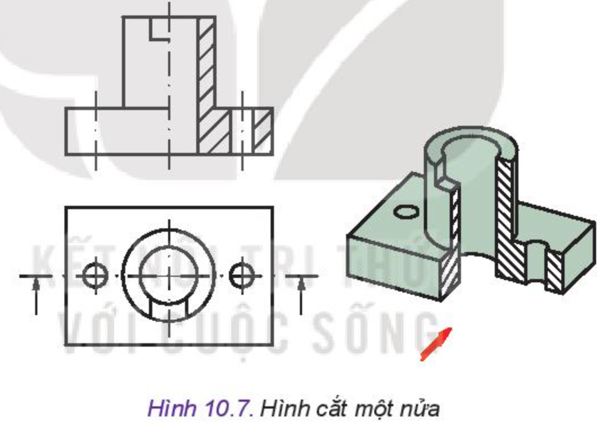 KẾT NỐI TRI THỨC
VỚI CUỘC SỐNG
Hình 10.7. Hình cắt một nửa